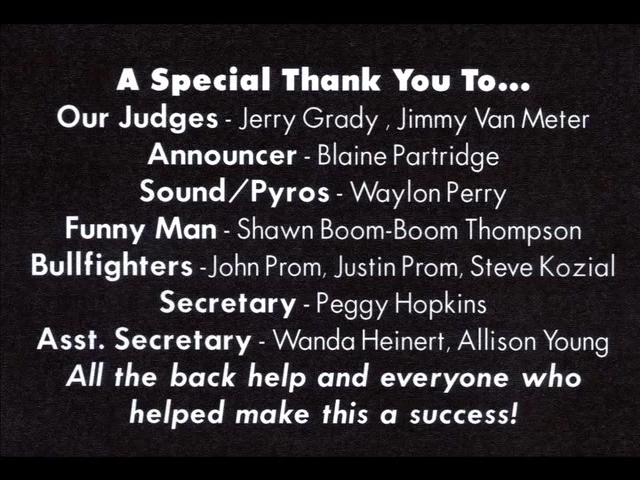 A Special Thank You To...
Our Judges - Jerry Grady , Jimmy Van Meter
Announcer - Blaine Partridge
Sound/Pyros - Waylon Perry
Funny Man - Shawn Boom-Boom Thompson
Bullfighters -John Prom, Justin Prom, Steve Kozial
Secretary - Peggy Hopkins
Asst. Secretary - Wanda Heinert, Allison Young
All the back help and everyone who
helped make this a success!